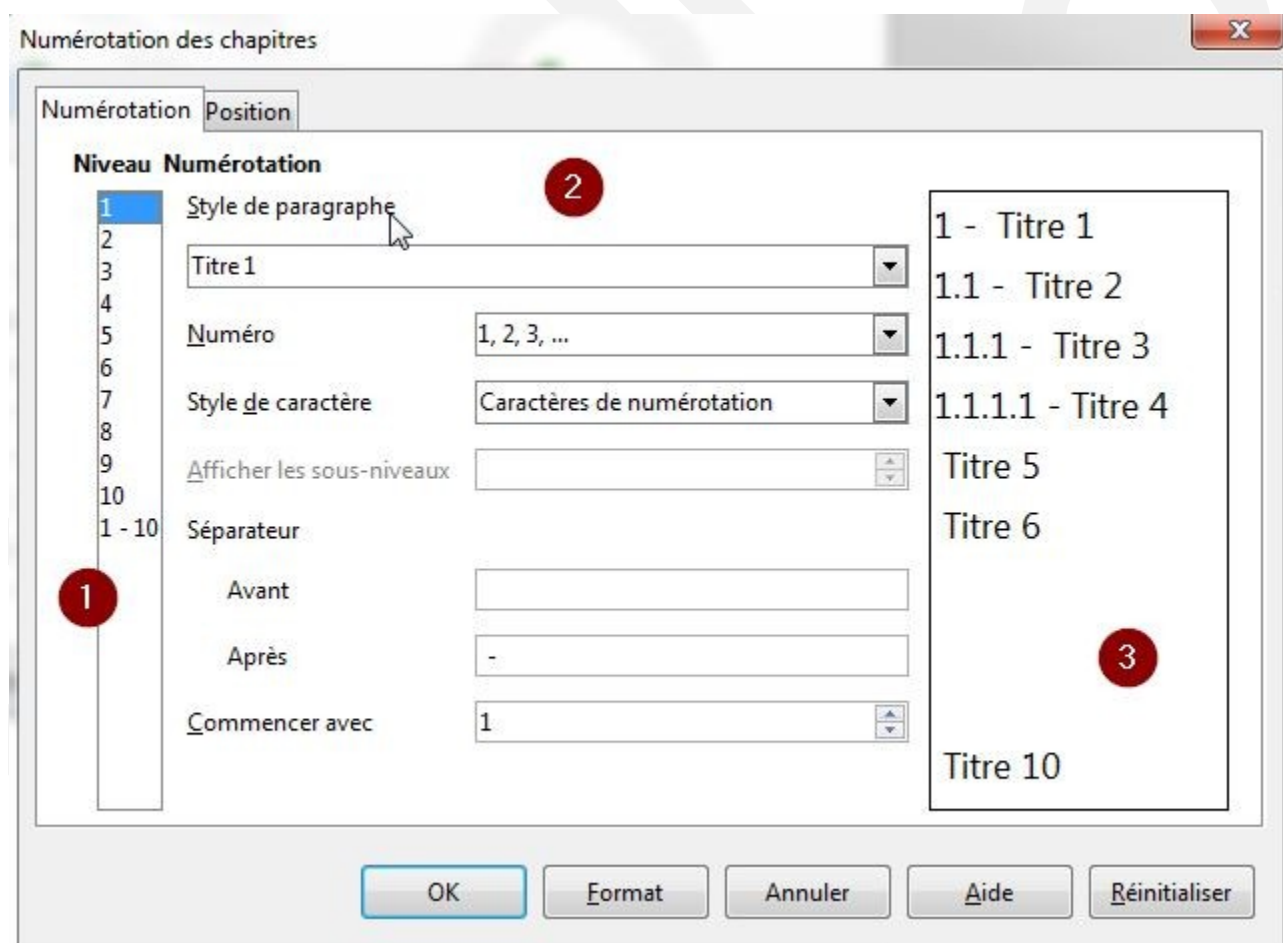 Numérotation des chapitres
X
Numérotation Position
Niveau Numérotation
2
1
2
3
4
5
6
7
8
9
10
1 - 10
1
Style de paragraphe
Titre 1
Numéro 1, 2, 3, ...
Style de caractère Caractères de numérotation
Afficher les sous-niveaux
Séparateur
Avant
Après -
Commencer avec 1
1 - Titre 1
1.1 - Titre 2
1.1.1 - Titre 3
1.1.1.1 - Titre 4
Titre 5
Titre 6
3
Titre 10
OK Format Annuler Aide Réinitialiser